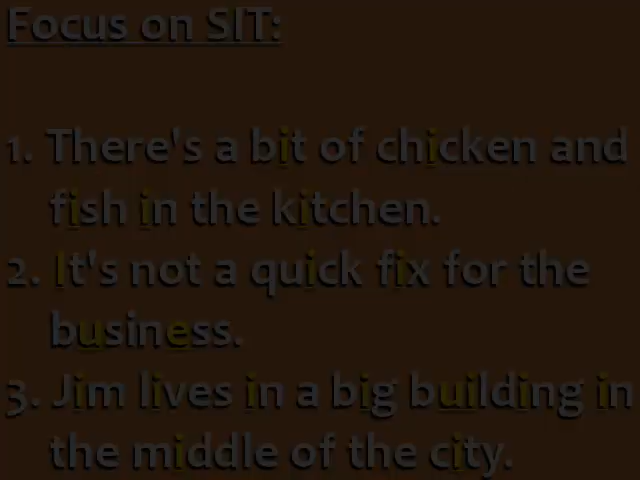 Focus on SIT:
1. There's a bit of chicken and
fish in the kitchen.
2. It's not a quick fix for the
business.
3. Jim lives in a big building in
the middle of the city.